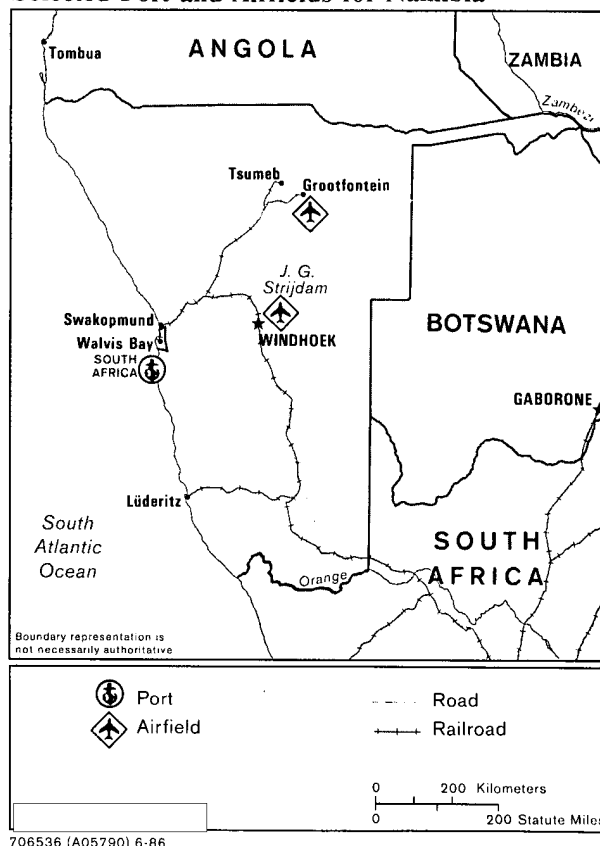 ANGOLA
Tombua
ZAMBIA
Zambezi
Tsumeb
Grootfontein
J. G.
Strijdam
Swakopmund
Walvis Bay
SOUTH
AFRICA
WINDHOEK
BOTSWANA
GABORONE
Lüderitz
South
Atlantic
Ocean
SOUTH
AFRICA
Orange
Boundary representation is
not necessarily authoritative
Port
Airfield
Road
Railroad
0 200 Kilometers
0 200 Statute Miles
706536 (A05790) 6-86